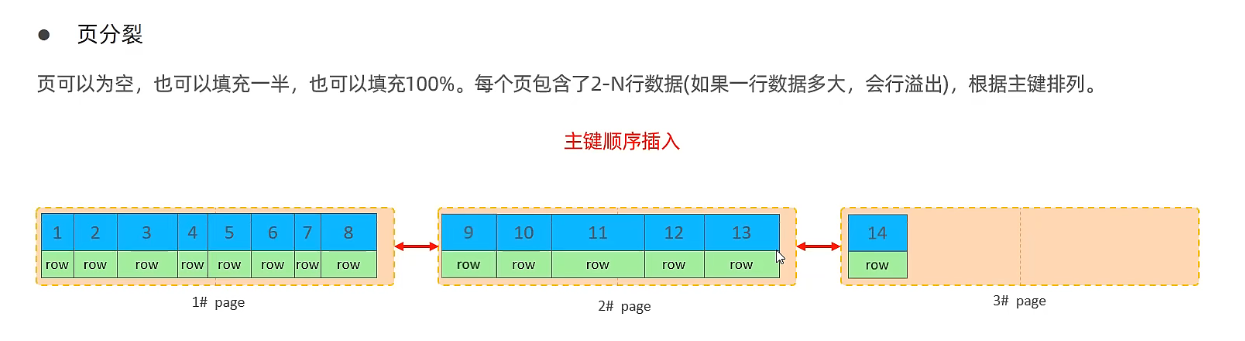 ● 页分裂
页可以为空，也可以填充一半，也可以填充100%。每个页包含了2-N行数据(如果一行数据多大，会行溢出)，根据主键排列。
主键顺序插入
1 2 3 4 5 6 7 8
row row row row row row row row
1# page
9 10 11 12 13
row row row row row
2# page
14
row
3# page